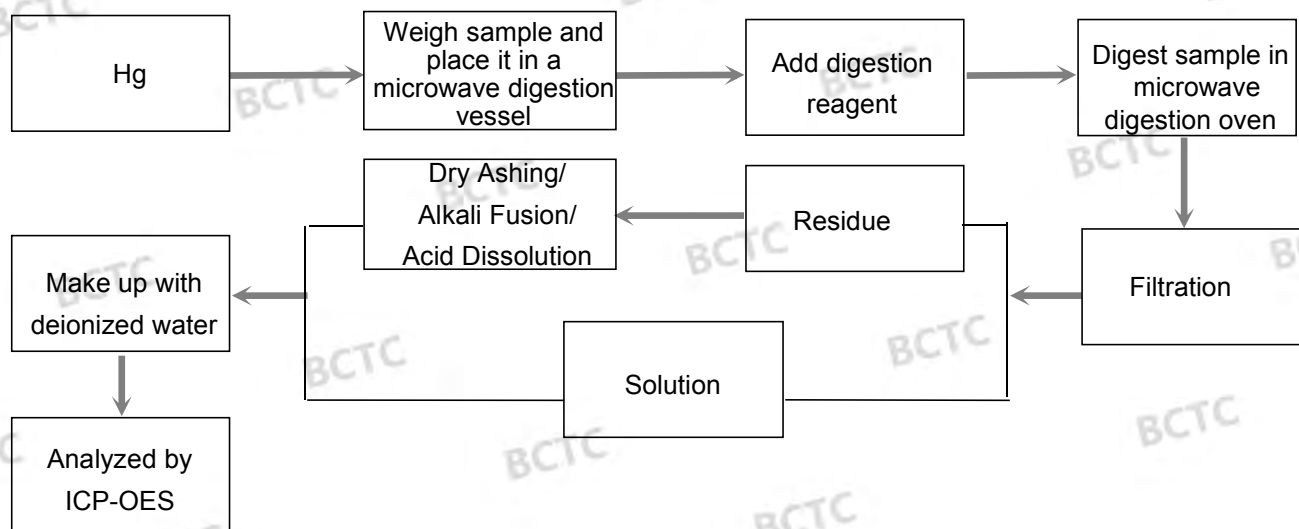 Hg
Weigh sample and
place it in a
microwave digestion
vessel
Add digestion
reagent
Digest sample in
microwave
digestion oven
Dry Ashing/
Alkali Fusion/
Acid Dissolution
Residue
Filtration
Make up with
deionized water
Solution
Analyzed by
ICP-OES
BCTC
BCTC
BCTC
BCTC
BCTC
BCTC
BCTC
BCTC
BCTC
BCTC
BCTC
BCTC